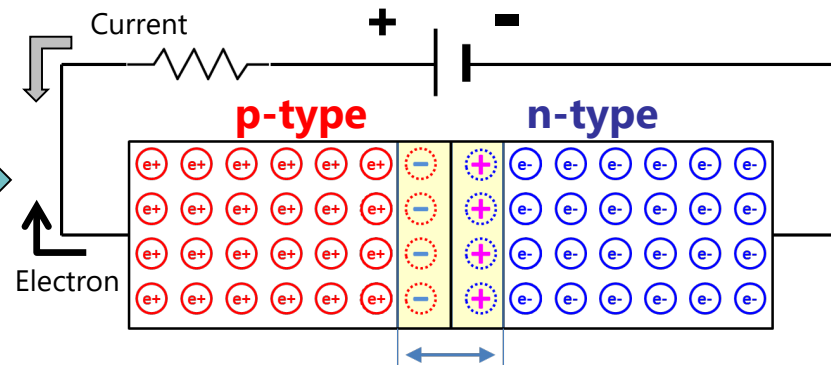 Current
+ -
p-type n-type
e+ e+ e+ e+ e+ e+ - + e- e- e- e- e- e-
e+ e+ e+ e+ e+ e+ - + e- e- e- e- e- e-
e+ e+ e+ e+ e+ e+ - + e- e- e- e- e- e-
e+ e+ e+ e+ e+ e+ - + e- e- e- e- e- e-
Electron